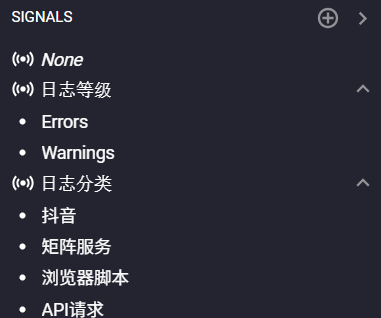 SIGNALS
None
日志等级
Errors
Warnings
日志分类
抖音
矩阵服务
浏览器脚本
API请求